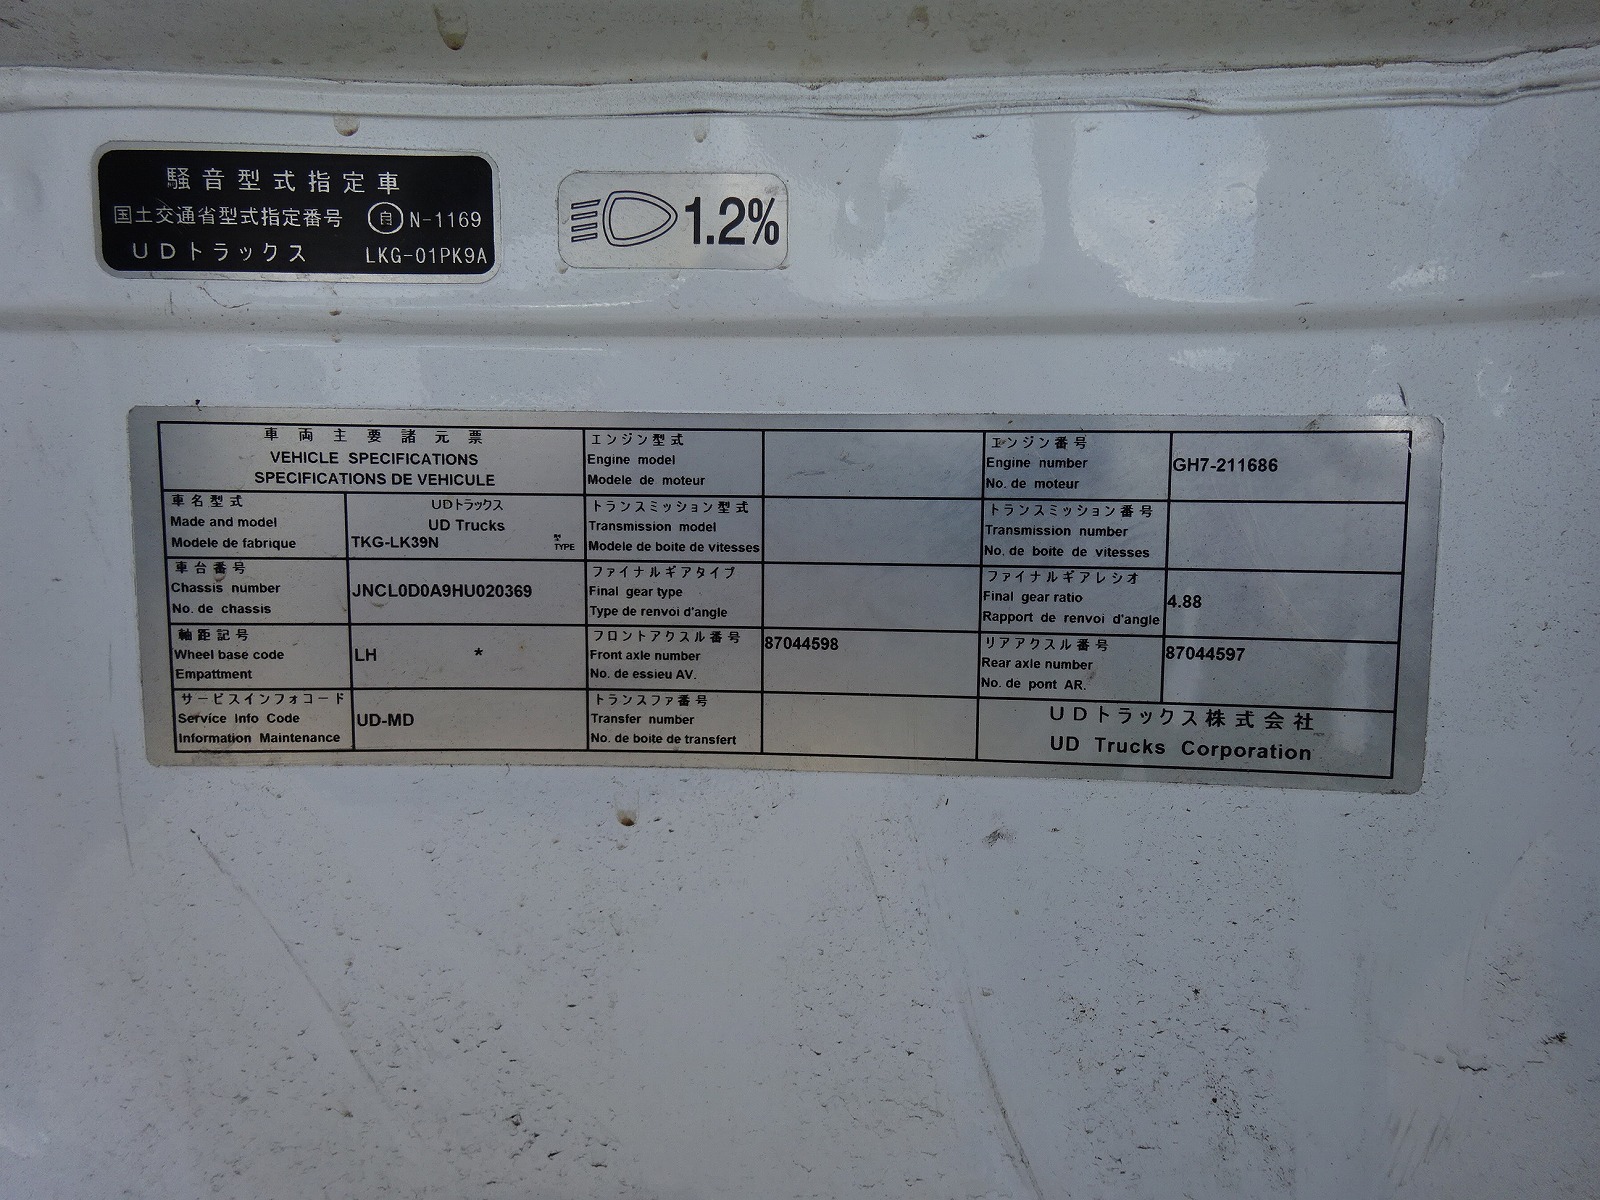 騒音型式指定車
国土交通省型式指定番号 自 N-1169
UDトラックス LKG-01PK9A
1.2%
車両主要諸元票
VEHICLE SPECIFICATIONS
SPECIFICATIONS DE VEHICULE
エンジン型式
Engine model
Modele de moteur
エンジン番号
Engine number
No. de moteur
GH7-211686
車名型式
Made and model
Modele de fabrique
UDトラックス
UD Trucks
TKG-LK39N
型
TYPE
トランスミッション型式
Transmission model
Modele de boite de vitesses
トランスミッション番号
Transmission number
No. de boite de vitesses
車台番号
Chassis number
No. de chassis
JNCL0D0A9HU020369
ファイナルギアタイプ
Final gear type
Type de renvoi d'angle
ファイナルギアレシオ
Final gear ratio
Rapport de renvoi d'angle
4.88
軸距記号
Wheel base code
Empattment
LH *
フロントアクスル番号
Front axle number
No. de essieu AV.
87044598
リアアクスル番号
Rear axle number
No. de pont AR.
87044597
サービスインフォコード
Service Info Code
Information Maintenance
UD-MD
トランスファ番号
Transfer number
No. de boite de transfert
UDトラックス株式会社
UD Trucks Corporation